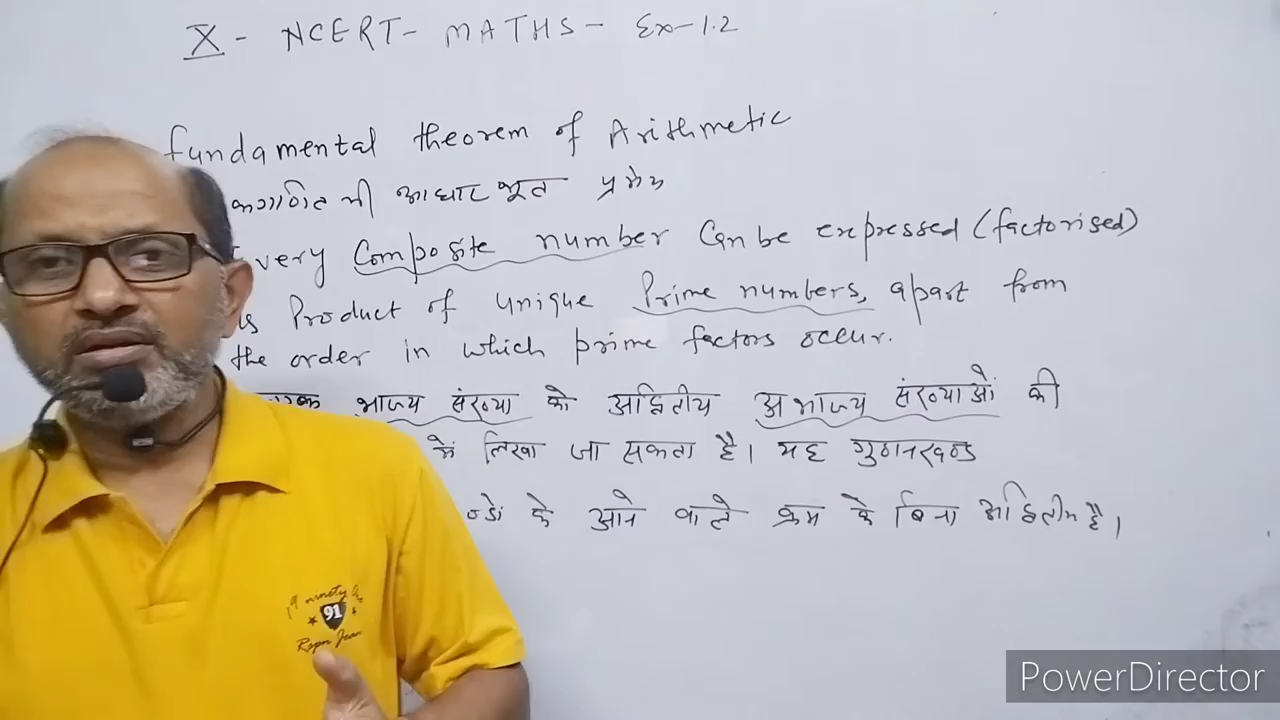 X - NCERT - MATHS - Ex-1.2
fundamental theorem of Arithmetic
आधार भूत प्रमेय
very Composite number Can be expressed (factorised)
Product of unique Prime numbers, apart from
the order in which prime factors occur.
भाज्य संख्या को अद्वितीय अभाज्य संख्याओं की
में लिखा जा सकता है। यह गुणनखण्ड
के आने वाले क्रम के बिना अद्वितीय है।
91
PowerDirector